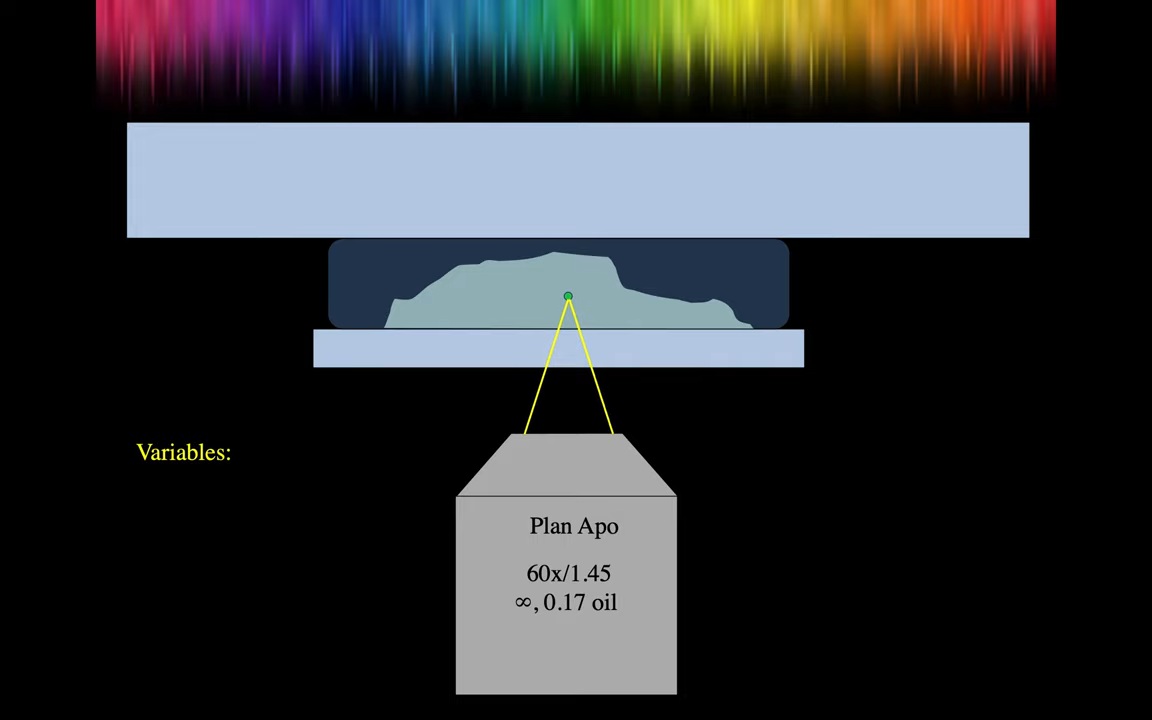 Variables:
Plan Apo
60x/1.45
∞, 0.17 oil